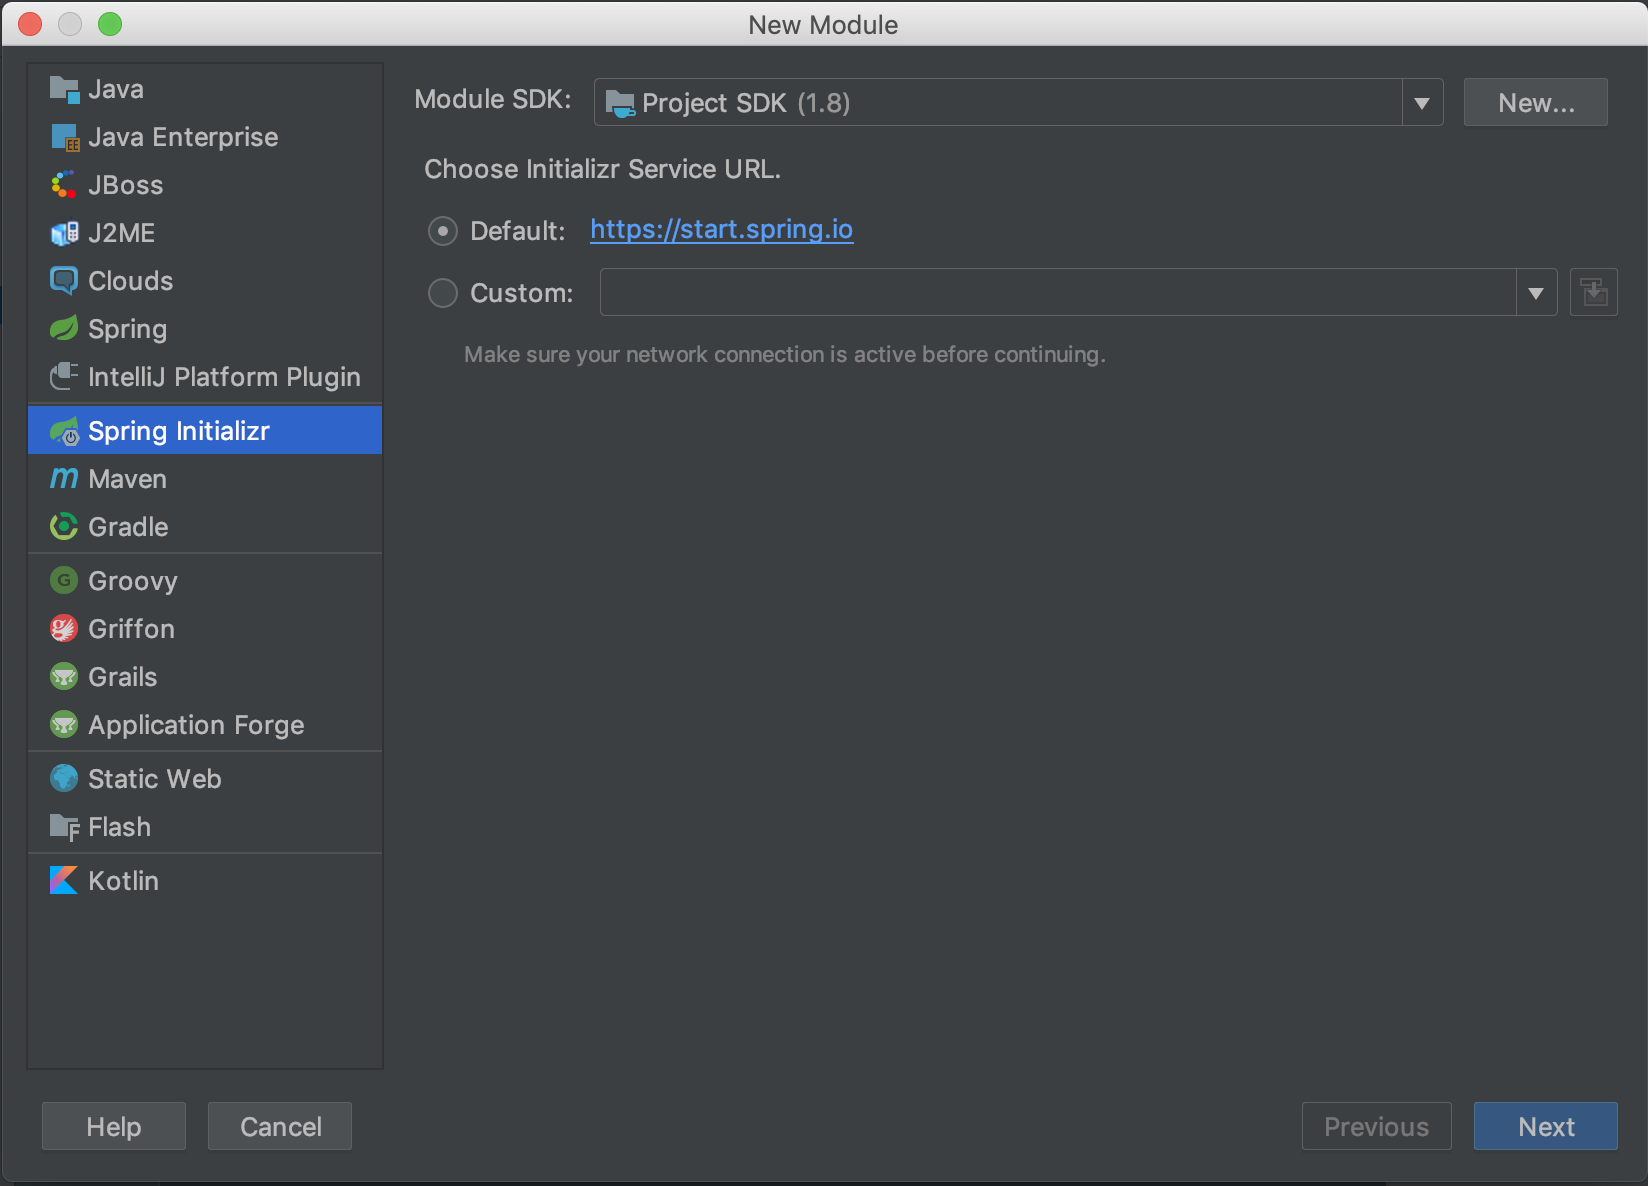 New Module
Java
Java Enterprise
JBoss
J2ME
Clouds
Spring
IntelliJ Platform Plugin
Spring Initializr
Maven
Gradle
Groovy
Griffon
Grails
Application Forge
Static Web
Flash
Kotlin
Module SDK: Project SDK (1.8) New...
Choose Initializr Service URL.
Default: https://start.spring.io
Custom:
Make sure your network connection is active before continuing.
Help Cancel Previous Next